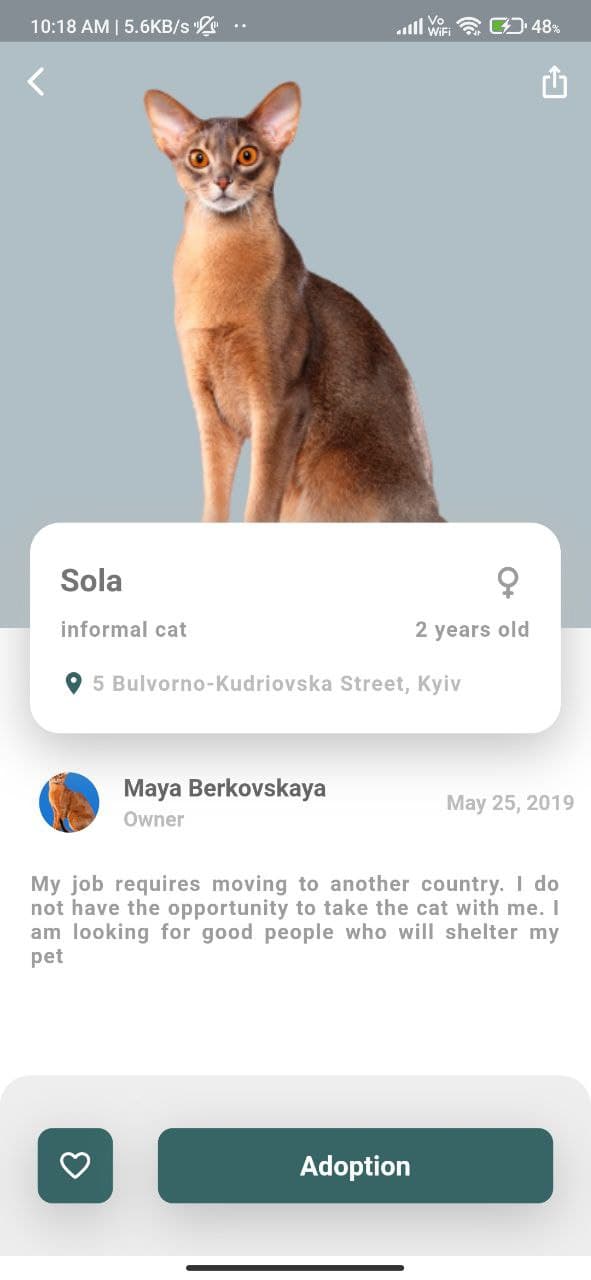 10:18 AM | 5.6KB/s
Vo
WiFi
48%
Sola
informal cat
2 years old
5 Bulvorno-Kudriovska Street, Kyiv
Maya Berkovskaya
Owner
May 25, 2019
My job requires moving to another country. I do
not have the opportunity to take the cat with me. I
am looking for good people who will shelter my
pet
Adoption